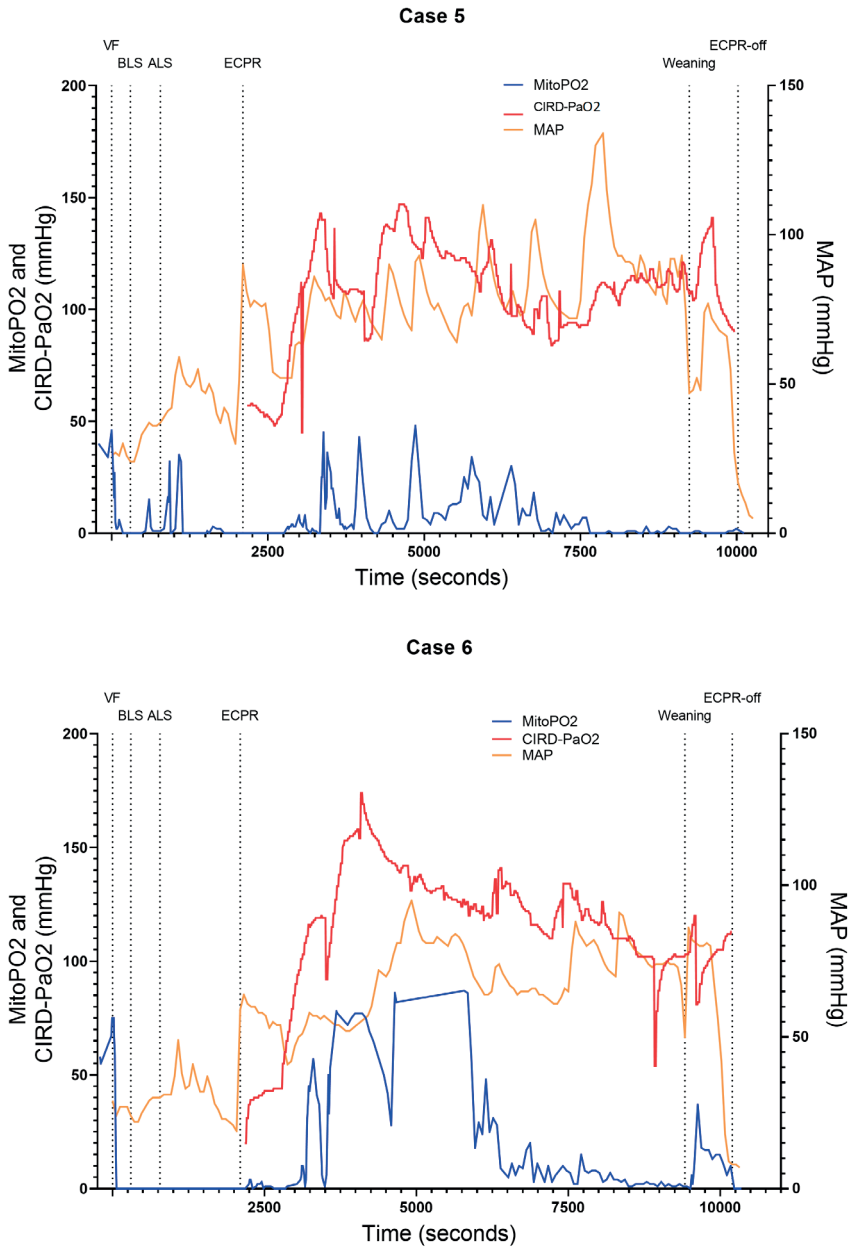 Case 5
VF
ECPR-off
BLS ALS ECPR Weaning
200 150
MitoPO2
CIRD-PaO2
MAP
150
100
100
50
50
0 0
2500 5000 7500 10000
MitoPO2 and
CIRD-PaO2 (mmHg)
MAP (mmHg)
Time (seconds)
Case 6
VF
ECPR-off
BLS ALS ECPR Weaning
MitoPO2
200 150
CIRD-PaO2
MAP
150
100
100
50
50
0 0
2500 5000 7500 10000
MitoPO2 and
CIRD-PaO2 (mmHg)
MAP (mmHg)
Time (seconds)